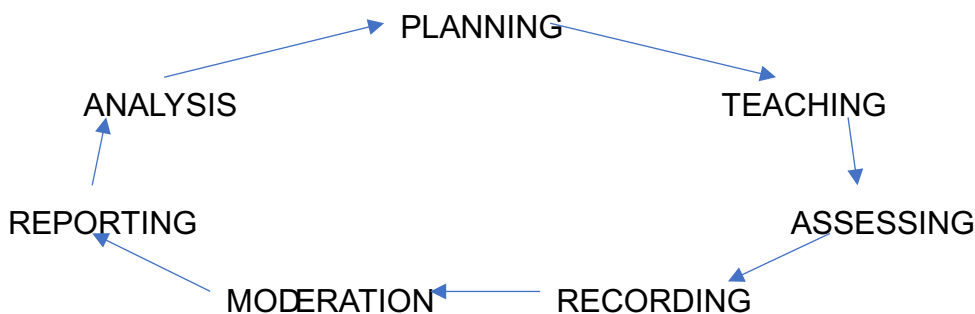 PLANNING
ANALYSIS TEACHING
REPORTING ASSESSING
MODERATION RECORDING